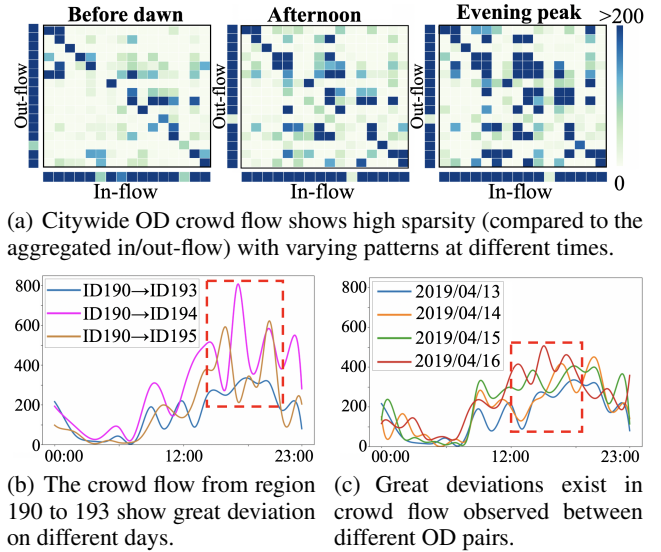 Before dawn
Afternoon
Evening peak
>200
0
Out-flow
Out-flow
Out-flow
In-flow
In-flow
In-flow
(a) Citywide OD crowd flow shows high sparsity (compared to the
aggregated in/out-flow) with varying patterns at different times.
800
600
400
200
0
ID190→ID193
ID190→ID194
ID190→ID195
00:00
12:00
23:00
800
600
400
200
0
2019/04/13
2019/04/14
2019/04/15
2019/04/16
00:00
12:00
23:00
(b) The crowd flow from region
190 to 193 show great deviation
on different days.
(c) Great deviations exist in
crowd flow observed between
different OD pairs.